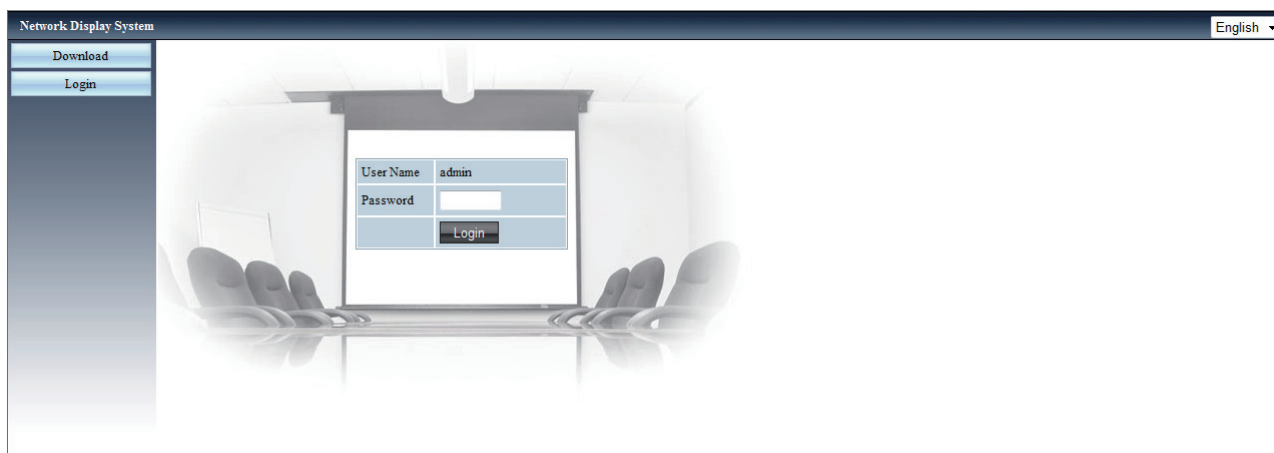 Network Display System
English
Download
Login
User Name admin
Password
Login